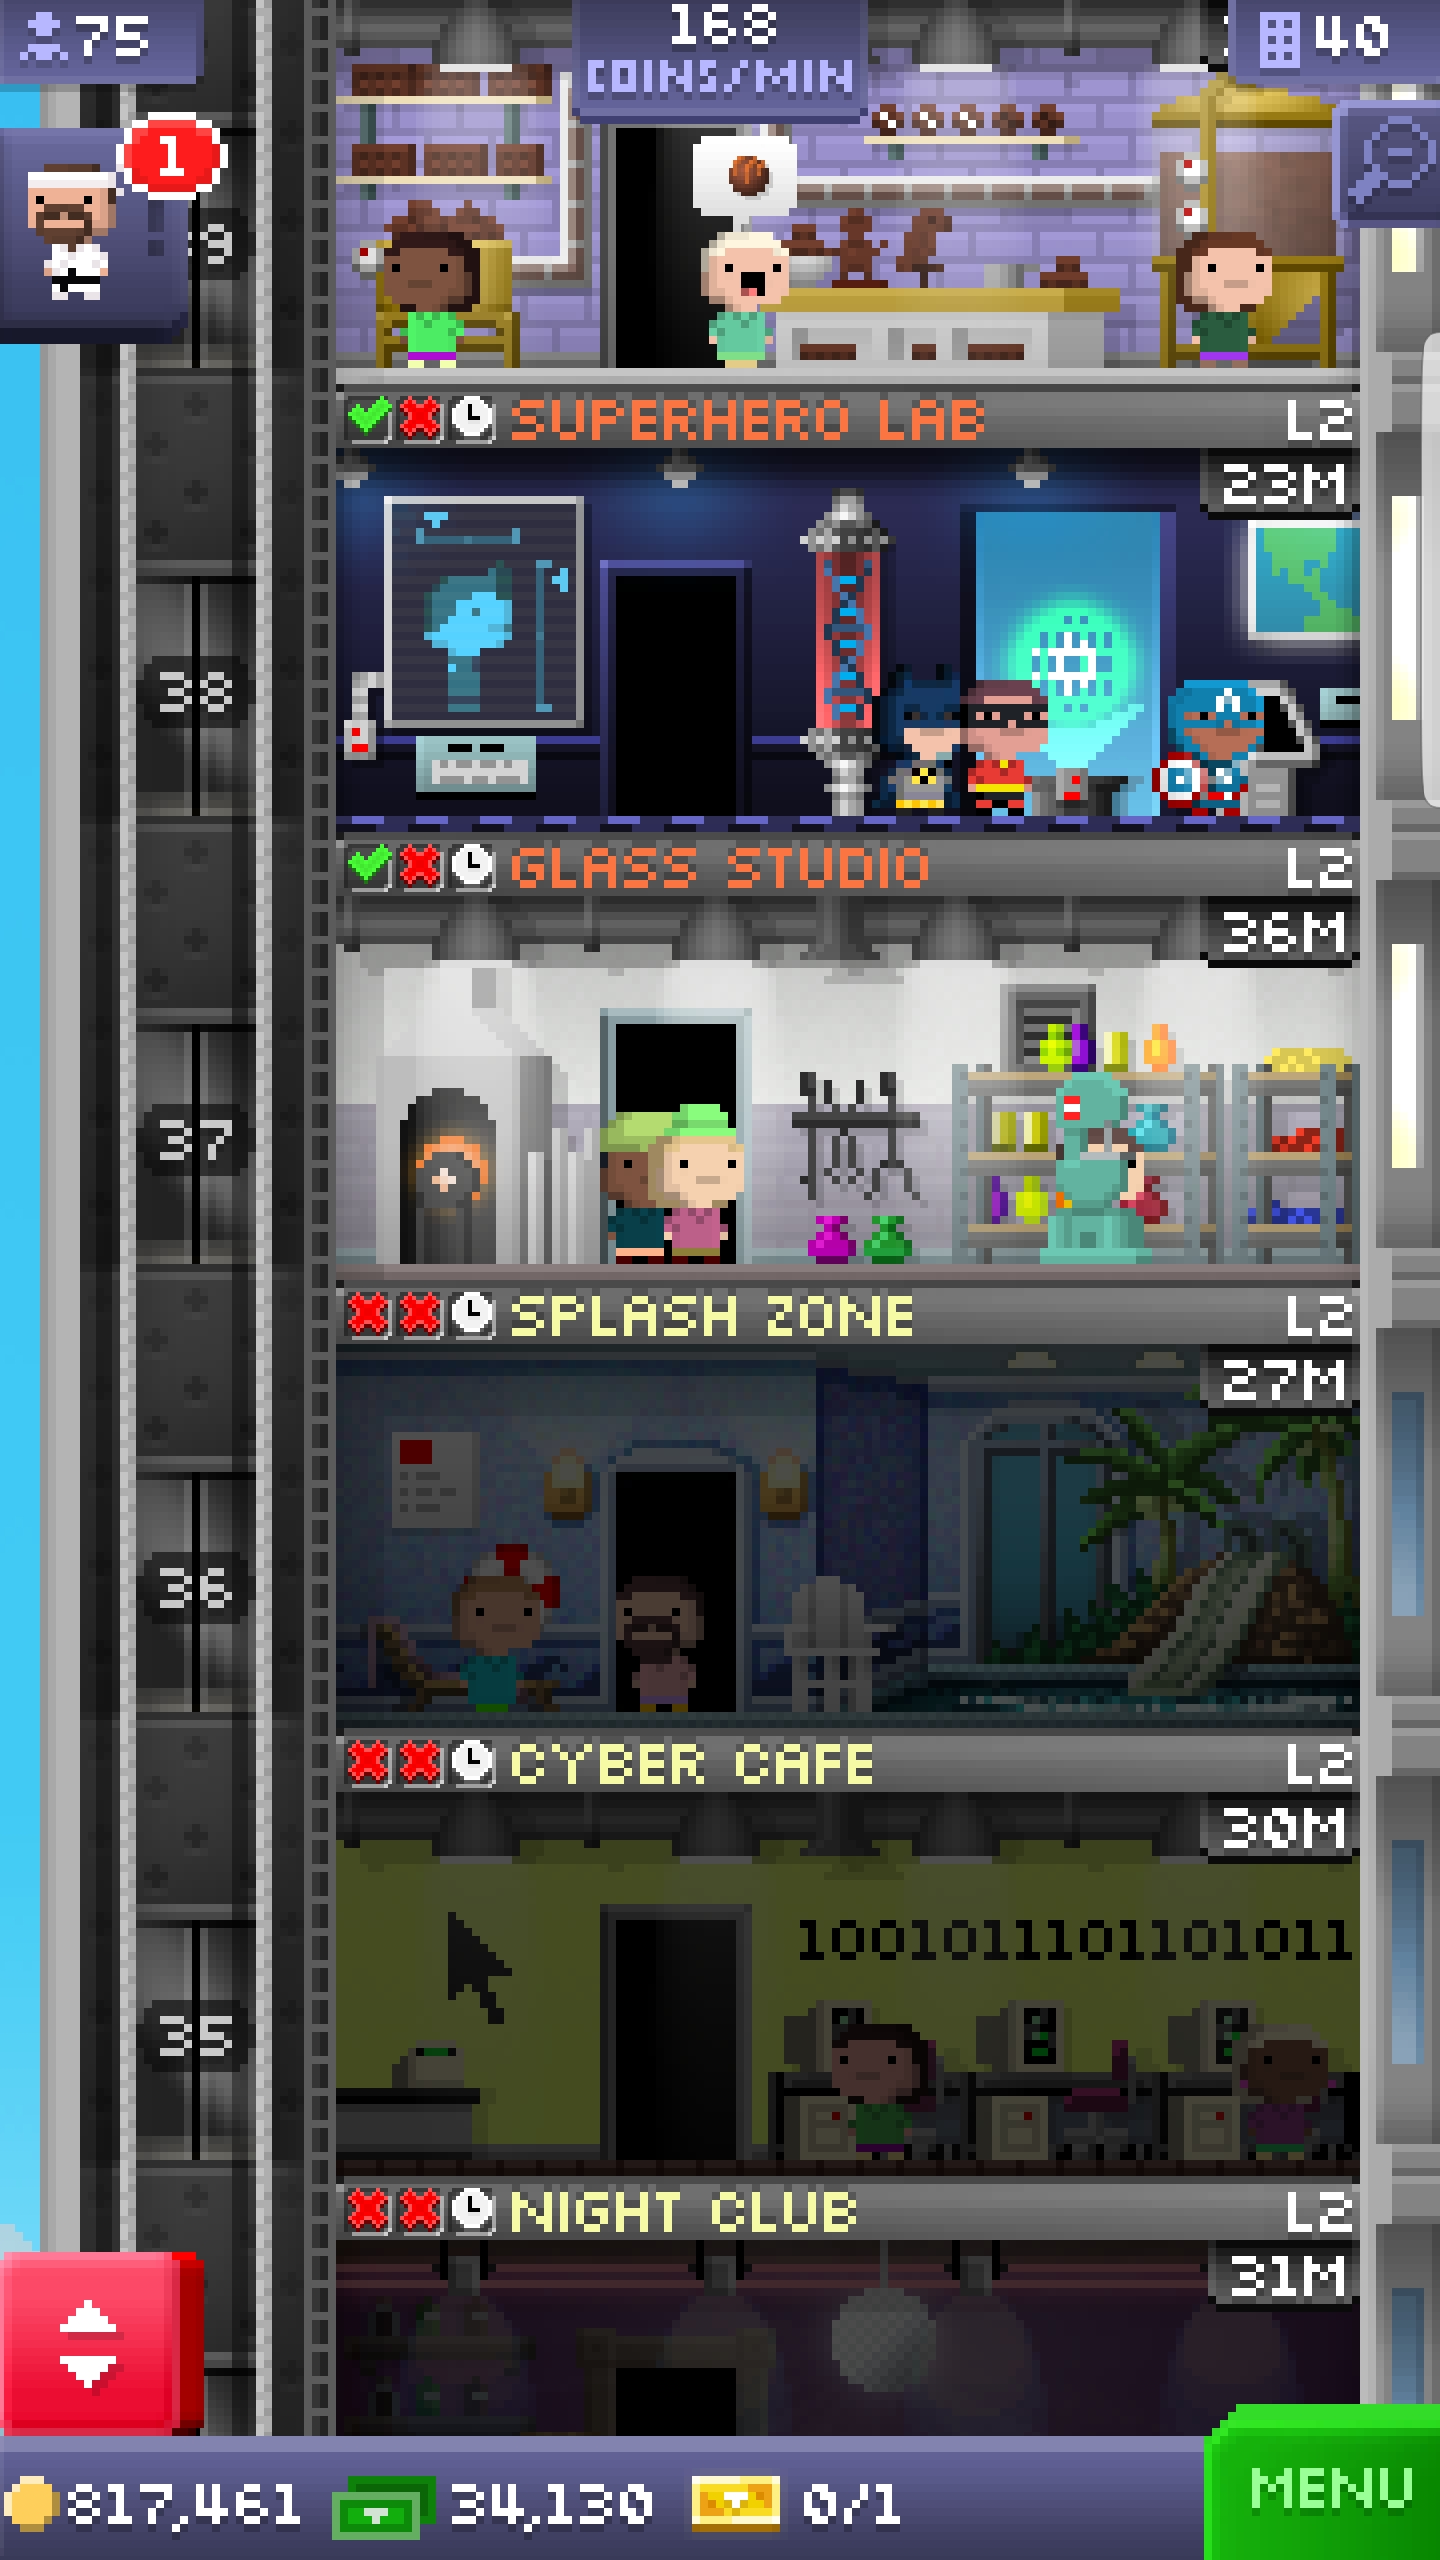 75
168
COINS/MIN
40
1
SUPERHERO LAB L2
23M
38
GLASS STUDIO L2
36M
37
SPLASH ZONE L2
27M
36
CYBER CAFE L2
30M
1001011101101011
35
NIGHT CLUB L2
31M
817,461 34,130 0/1
MENU